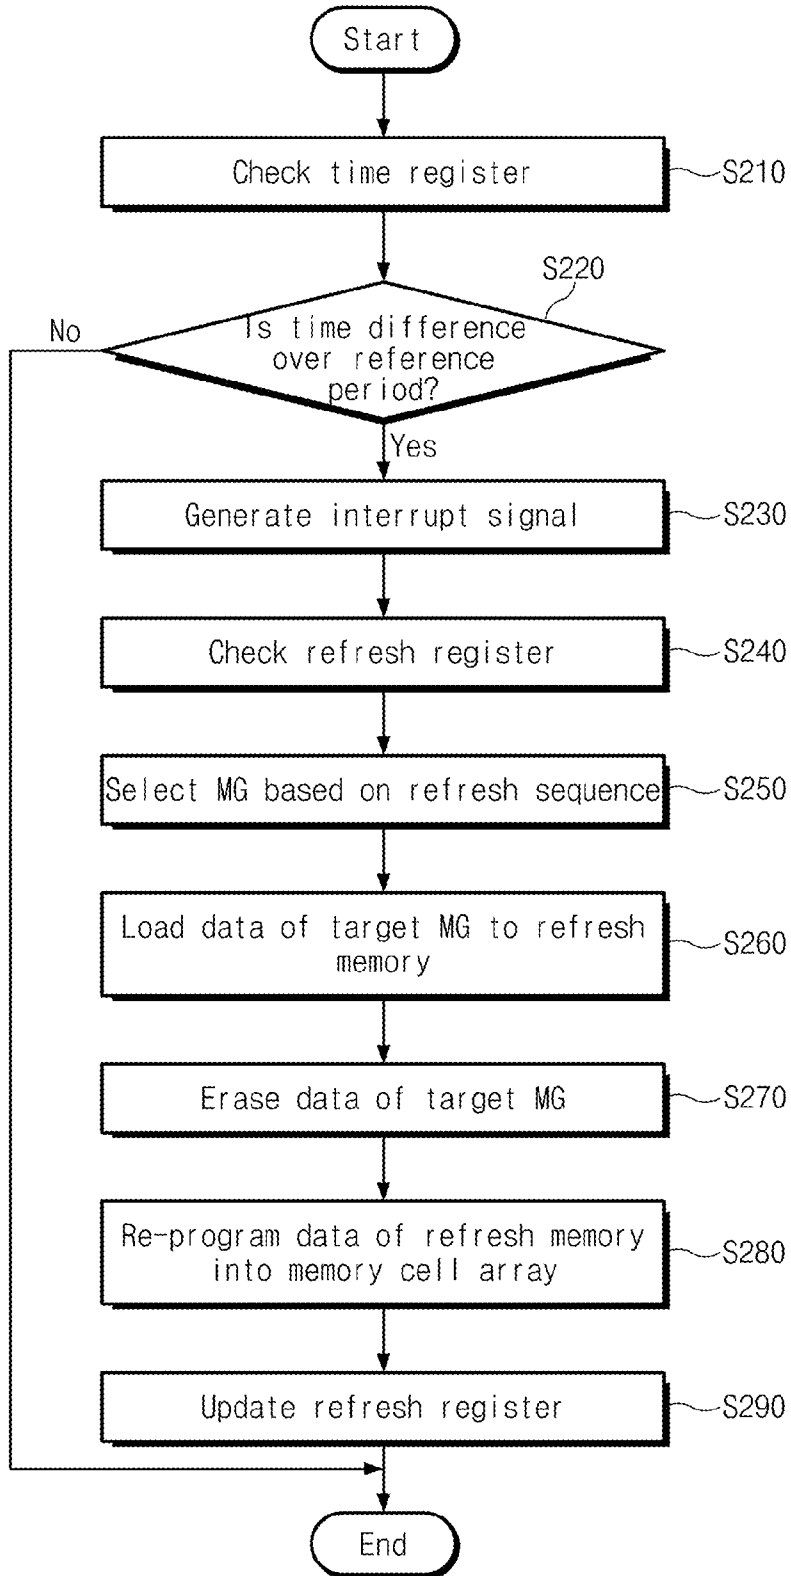 Start
Check time register
S210
S220
No
Is time difference
over reference
period?
Yes
Generate interrupt signal
S230
Check refresh register
S240
Select MG based on refresh sequence
S250
Load data of target MG to refresh
memory
S260
Erase data of target MG
S270
Re-program data of refresh memory
into memory cell array
S280
Update refresh register
S290
End